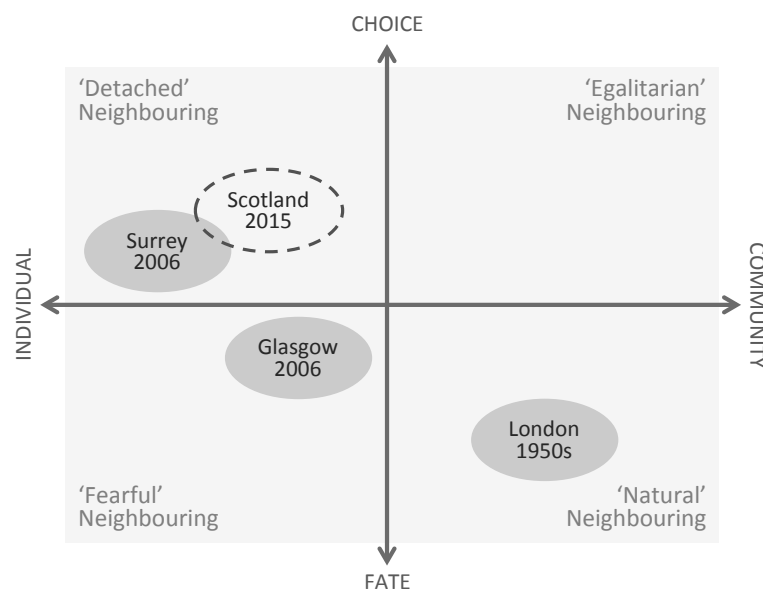 CHOICE
‘Detached’
Neighbouring
‘Egalitarian’
Neighbouring
Scotland
2015
Surrey
2006
INDIVIDUAL
COMMUNITY
Glasgow
2006
London
1950s
‘Fearful’
Neighbouring
‘Natural’
Neighbouring
FATE